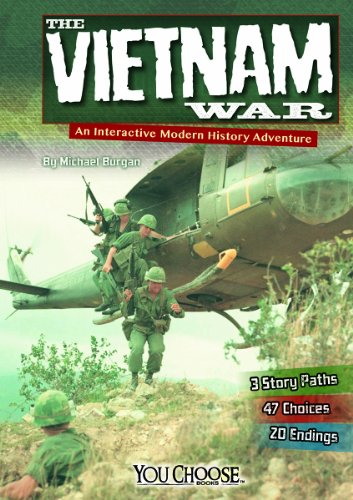 THE
VIETNAM
WAR
An Interactive Modern History Adventure
By Michael Burgan
3 Story Paths
47 Choices
20 Endings
YOU CHOOSE
BOOKS™